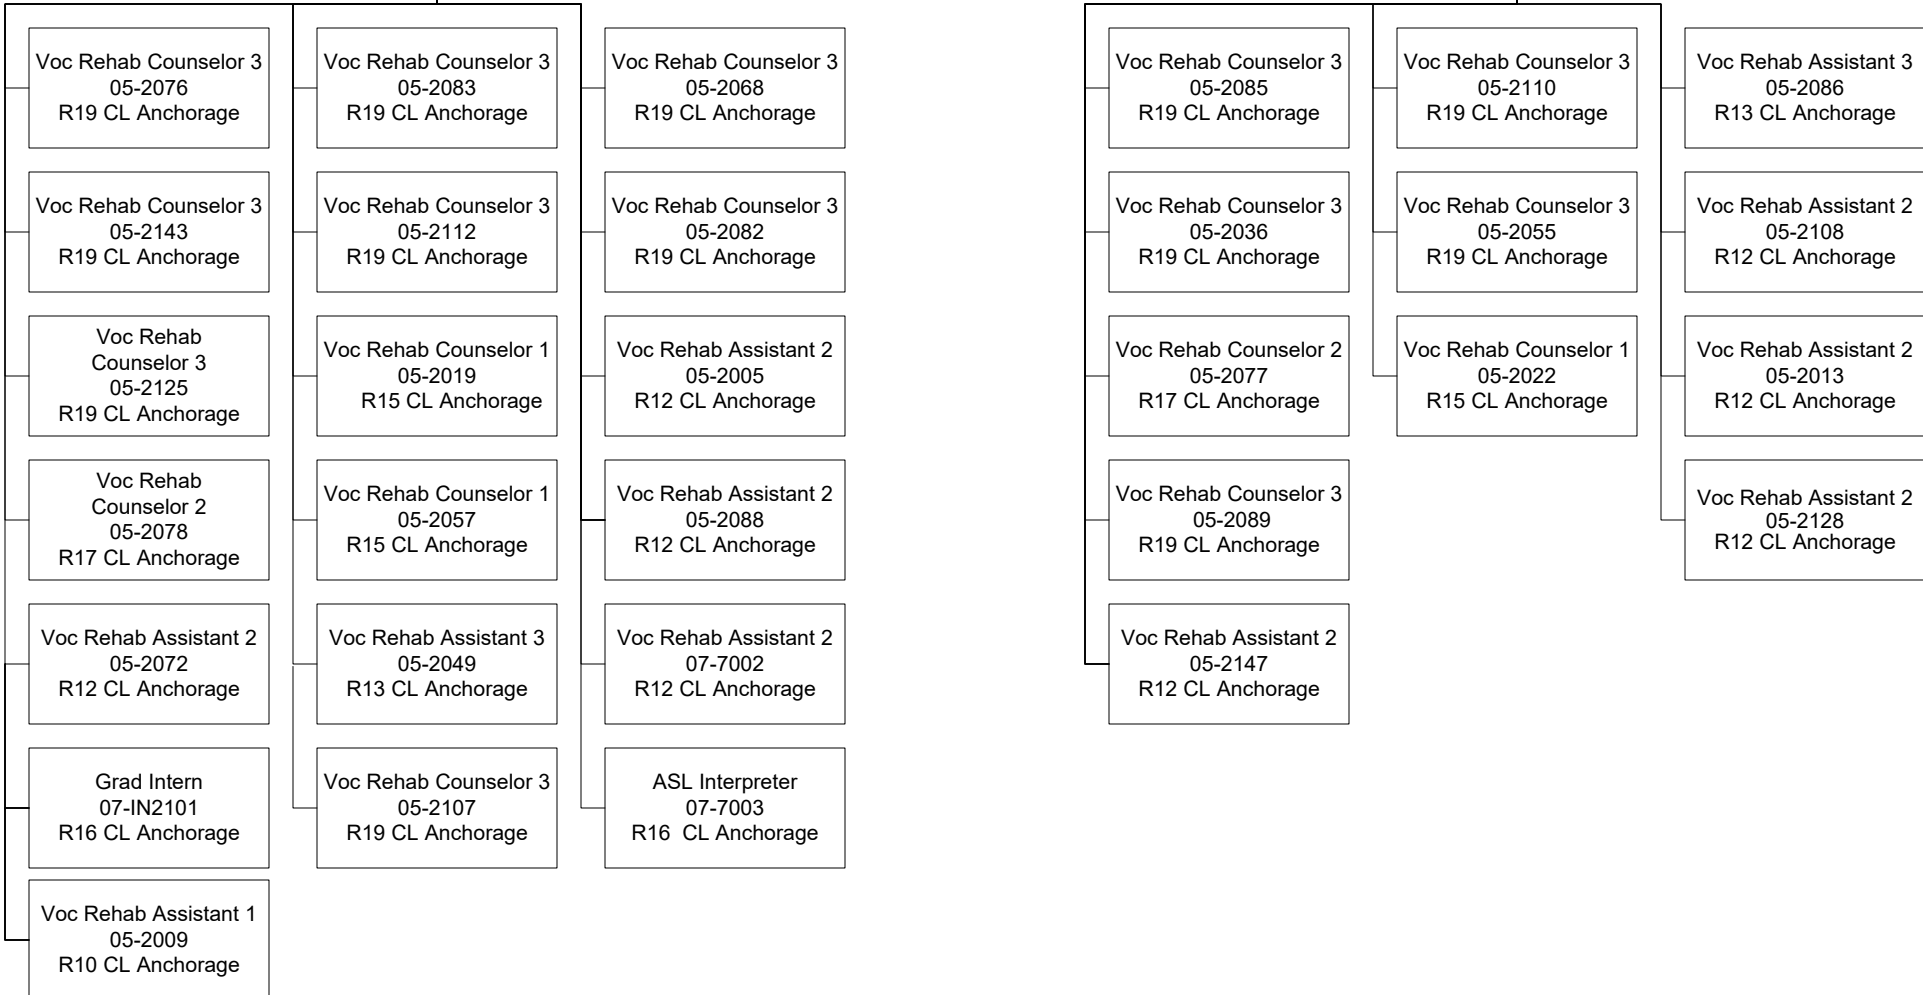 Voc Rehab Counselor 3
05-2076
R19 CL Anchorage
Voc Rehab Counselor 3
05-2143
R19 CL Anchorage
Voc Rehab
Counselor 3
05-2125
R19 CL Anchorage
Voc Rehab
Counselor 2
05-2078
R17 CL Anchorage
Voc Rehab Assistant 2
05-2072
R12 CL Anchorage
Grad Intern
07-IN2101
R16 CL Anchorage
Voc Rehab Assistant 1
05-2009
R10 CL Anchorage
Voc Rehab Counselor 3
05-2083
R19 CL Anchorage
Voc Rehab Counselor 3
05-2112
R19 CL Anchorage
Voc Rehab Counselor 1
05-2019
R15 CL Anchorage
Voc Rehab Counselor 1
05-2057
R15 CL Anchorage
Voc Rehab Assistant 3
05-2049
R13 CL Anchorage
Voc Rehab Counselor 3
05-2107
R19 CL Anchorage
Voc Rehab Counselor 3
05-2068
R19 CL Anchorage
Voc Rehab Counselor 3
05-2082
R19 CL Anchorage
Voc Rehab Assistant 2
05-2005
R12 CL Anchorage
Voc Rehab Assistant 2
05-2088
R12 CL Anchorage
Voc Rehab Assistant 2
07-7002
R12 CL Anchorage
ASL Interpreter
07-7003
R16  CL Anchorage
Voc Rehab Counselor 3
05-2085
R19 CL Anchorage
Voc Rehab Counselor 3
05-2036
R19 CL Anchorage
Voc Rehab Counselor 2
05-2077
R17 CL Anchorage
Voc Rehab Counselor 3
05-2089
R19 CL Anchorage
Voc Rehab Assistant 2
05-2147
R12 CL Anchorage
Voc Rehab Counselor 3
05-2110
R19 CL Anchorage
Voc Rehab Counselor 3
05-2055
R19 CL Anchorage
Voc Rehab Counselor 1
05-2022
R15 CL Anchorage
Voc Rehab Assistant 3
05-2086
R13 CL Anchorage
Voc Rehab Assistant 2
05-2108
R12 CL Anchorage
Voc Rehab Assistant 2
05-2013
R12 CL Anchorage
Voc Rehab Assistant 2
05-2128
R12 CL Anchorage